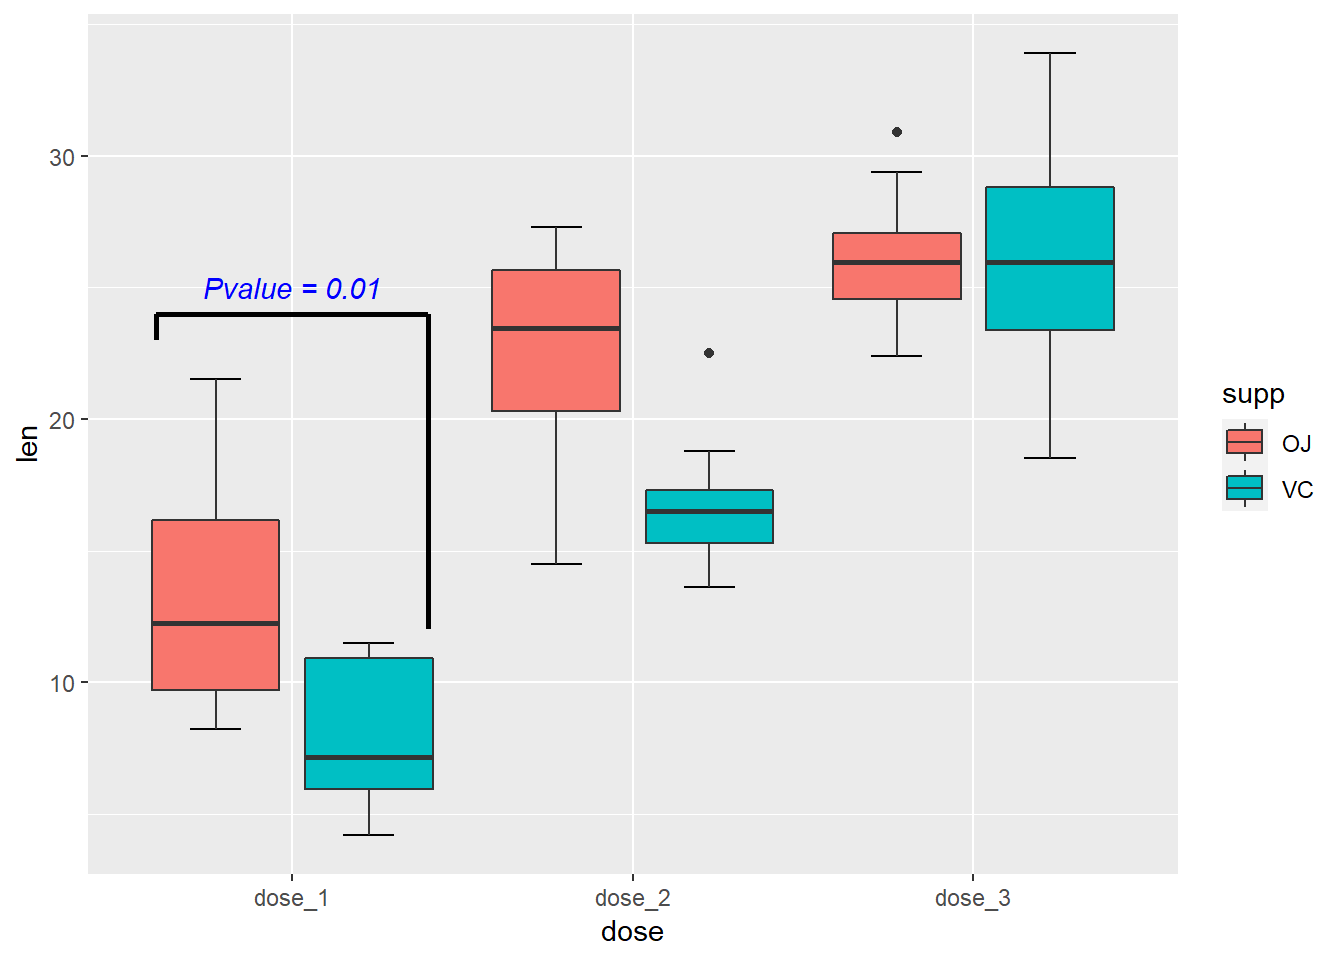 Pvalue = 0.01
30
20
10
len
dose_1
dose_2
dose_3
dose
supp
OJ
VC